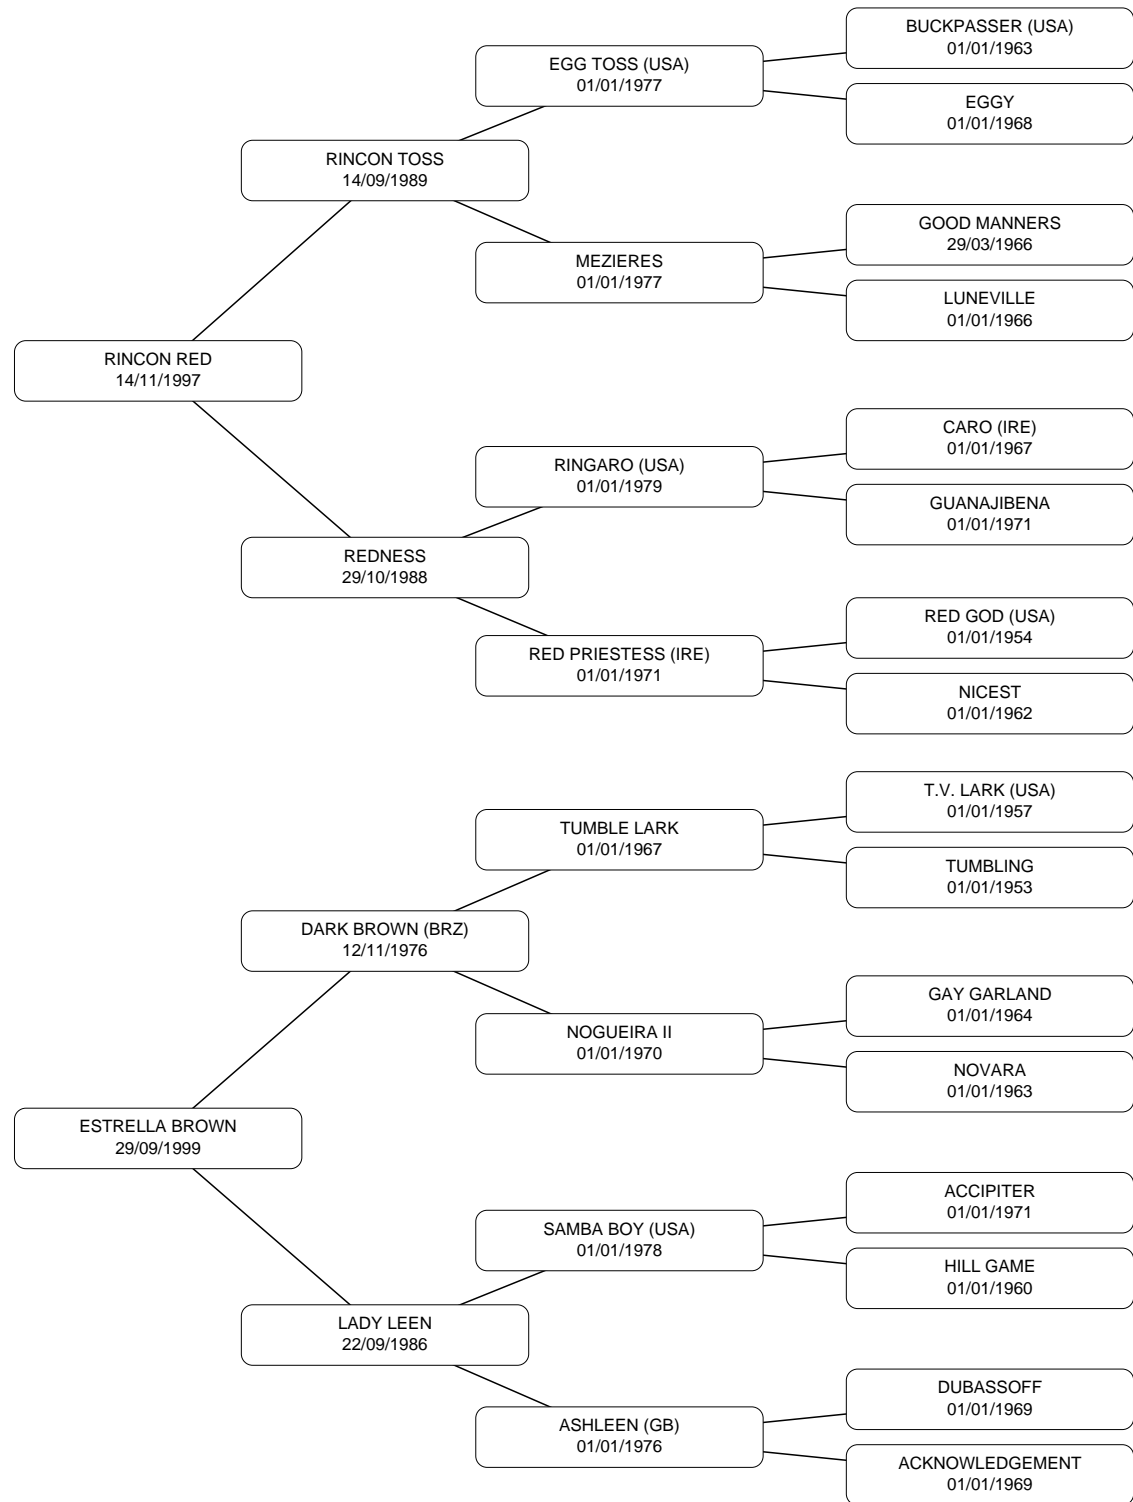 BUCKPASSER (USA)
01/01/1963
EGG TOSS (USA)
01/01/1977
EGGY
01/01/1968
RINCON TOSS
14/09/1989
GOOD MANNERS
29/03/1966
MEZIERES
01/01/1977
LUNEVILLE
01/01/1966
RINCON RED
14/11/1997
CARO (IRE)
01/01/1967
RINGARO (USA)
01/01/1979
GUANAJIBENA
01/01/1971
REDNESS
29/10/1988
RED GOD (USA)
01/01/1954
RED PRIESTESS (IRE)
01/01/1971
NICEST
01/01/1962
T.V. LARK (USA)
01/01/1957
TUMBLE LARK
01/01/1967
TUMBLING
01/01/1953
DARK BROWN (BRZ)
12/11/1976
GAY GARLAND
01/01/1964
NOGUEIRA II
01/01/1970
NOVARA
01/01/1963
ESTRELLA BROWN
29/09/1999
ACCIPITER
01/01/1971
SAMBA BOY (USA)
01/01/1978
HILL GAME
01/01/1960
LADY LEEN
22/09/1986
DUBASSOFF
01/01/1969
ASHLEEN (GB)
01/01/1976
ACKNOWLEDGEMENT
01/01/1969